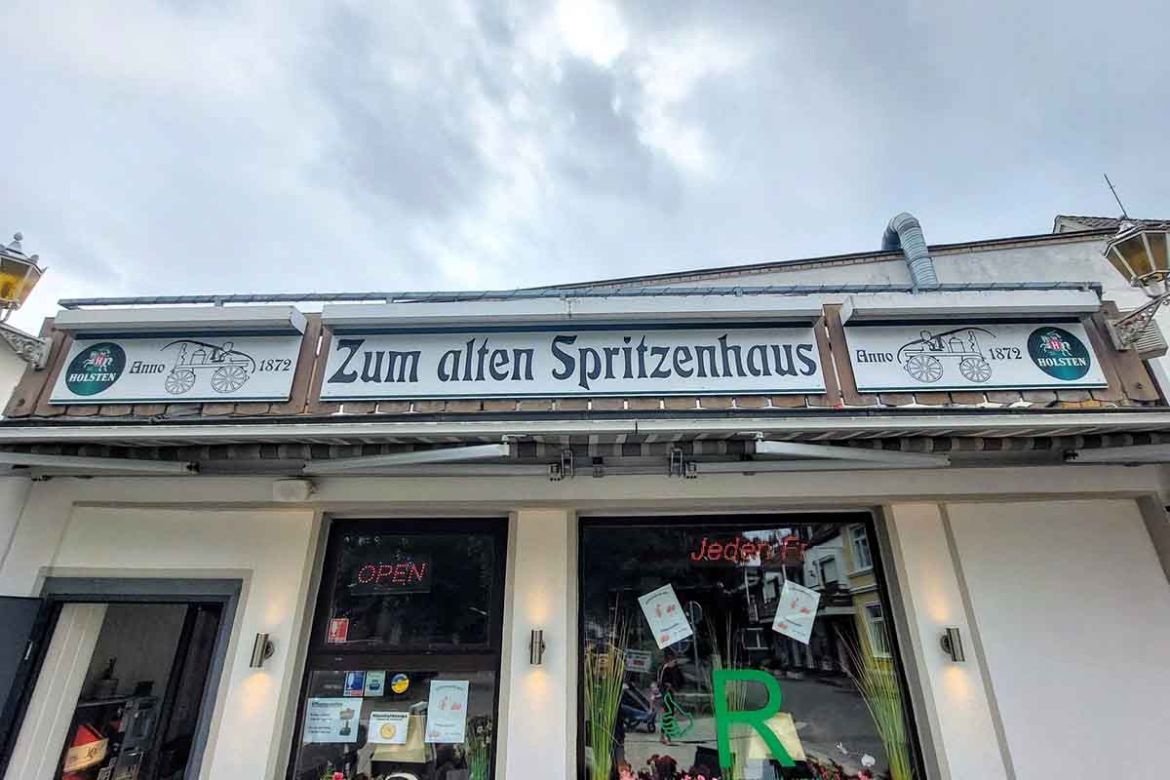 HOLSTEN
Anno 1872
Zum alten Spritzenhaus
Anno 1872
HOLSTEN
OPEN
Jeden Fr
R